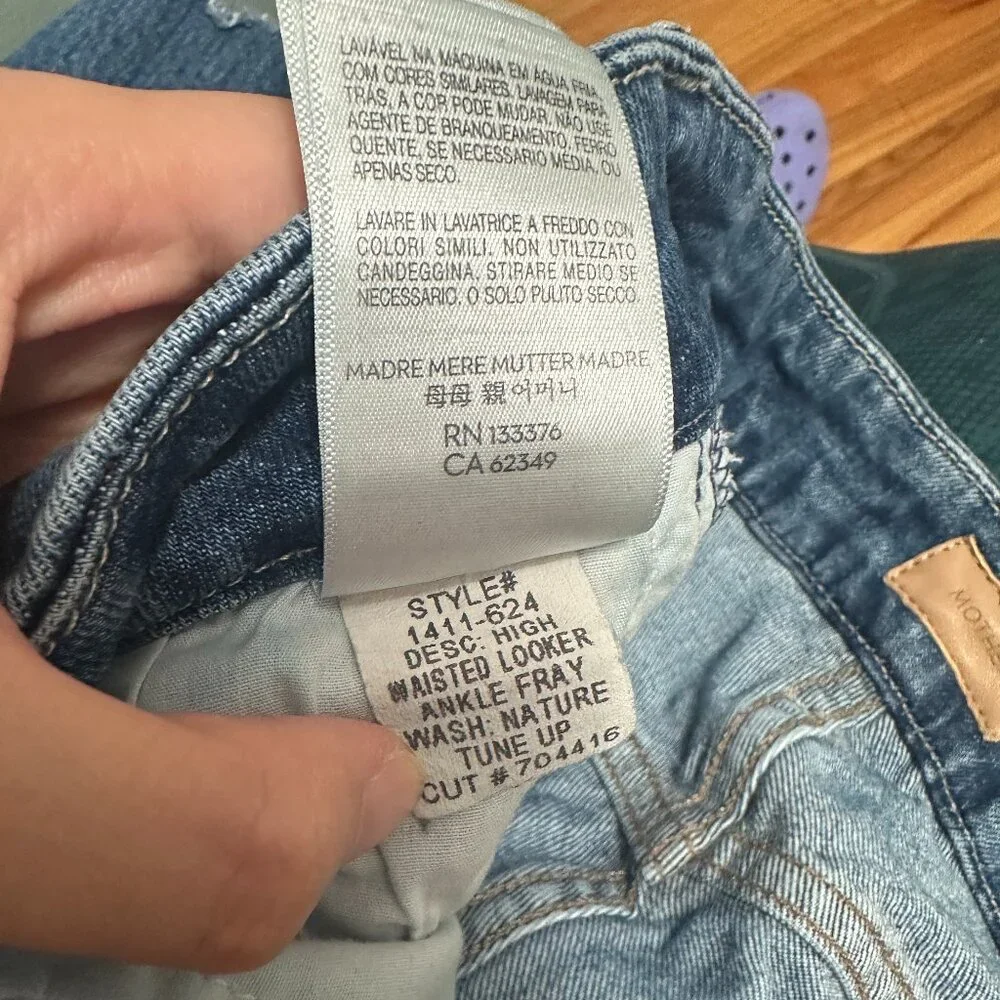 LAVÁVEL NA MÁQUINA EM AGUA FRIA
COM CORES SIMILARES. LAVAGEM PARA
TRÁS. A COR PODE MUDAR. NÃO USE
AGENTE DE BRANQUEAMENTO. FERRO
QUENTE, SE NECESSÁRIO MÉDIA, OU
APENAS SECO.
LAVARE IN LAVATRICE A FREDDO CON
COLORI SIMILI. NON UTILIZZATO
CANDEGGINA. STIRARE MEDIO SE
NECESSARIO. O SOLO PULITO SECCO.
MADRE MERE MUTTER MADRE
母母 親 어머니
RN 133376
CA 62349
STYLE#
1411-624
DESC: HIGH
WAISTED LOOKER
ANKLE FRAY
WASH: NATURE
TUNE UP
CUT # 704416